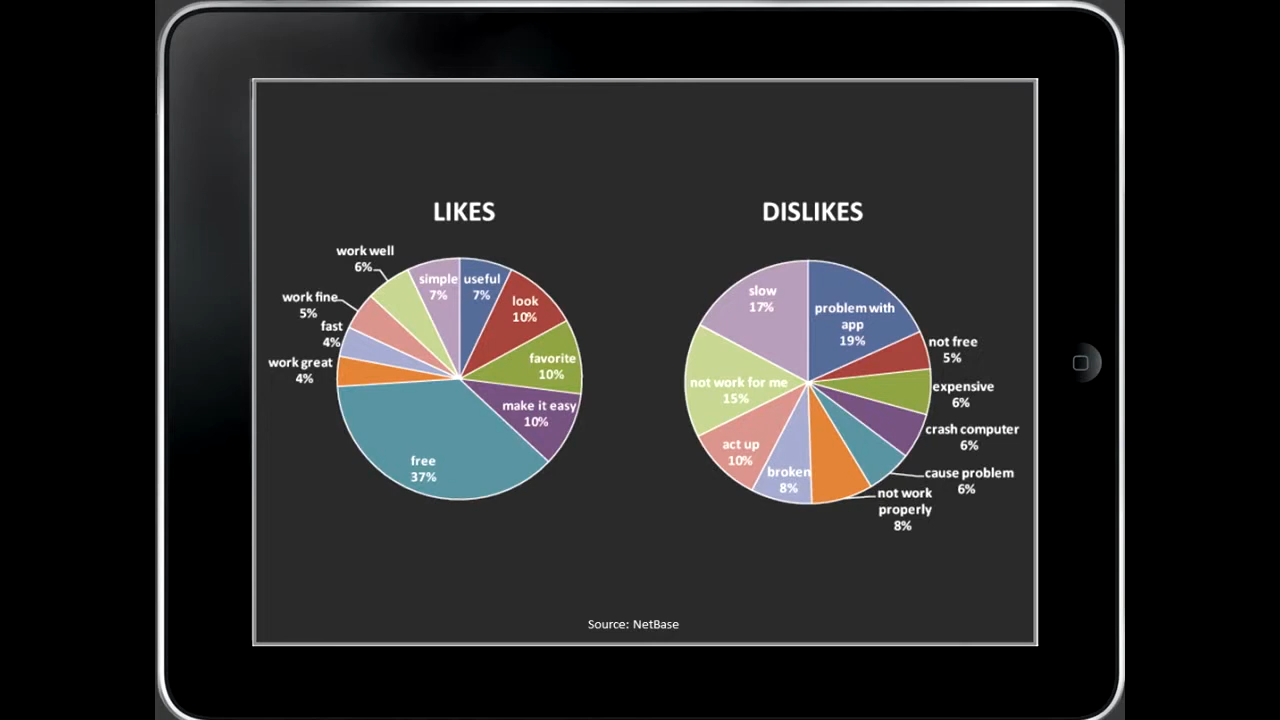 LIKES
work well
6%
simple
7%
useful
7%
look
10%
work fine
5%
fast
4%
favorite
10%
work great
4%
make it easy
10%
free
37%
DISLIKES
slow
17%
problem with
app
19%
not free
5%
not work for me
15%
expensive
6%
crash computer
6%
act up
10%
broken
8%
cause problem
6%
not work
properly
8%
Source: NetBase